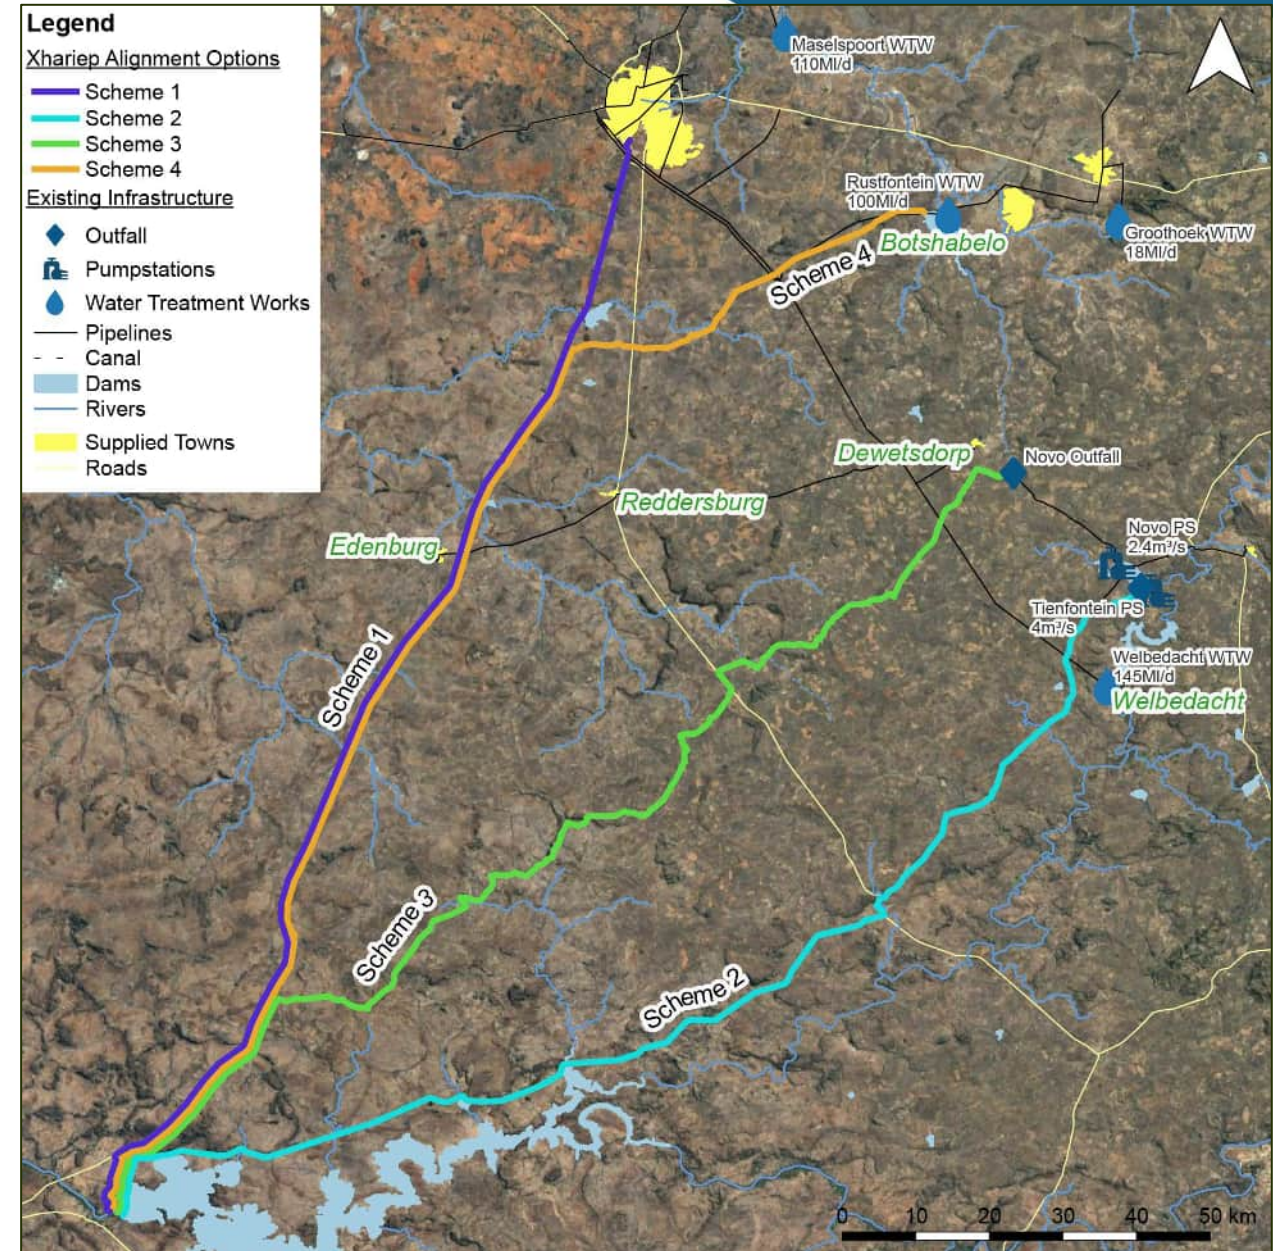 Legend
Xhariep Alignment Options
Scheme 1
Scheme 2
Scheme 3
Scheme 4
Existing Infrastructure
Outfall
Pumpstations
Water Treatment Works
Pipelines
Canal
Dams
Rivers
Supplied Towns
Roads
Maselspoort WTW
110Ml/d
Rustfontein WTW
100Ml/d
Botshabelo
Groothoek WTW
18Ml/d
Scheme 4
Dewetsdorp
Novo Outfall
Reddersburg
Edenburg
Novo PS
2.4m³/s
Tienfontein PS
4m³/s
Welbedacht WTW
145Ml/d
Welbedacht
Scheme 1
Scheme 3
Scheme 2
0 10 20 30 40 50 km